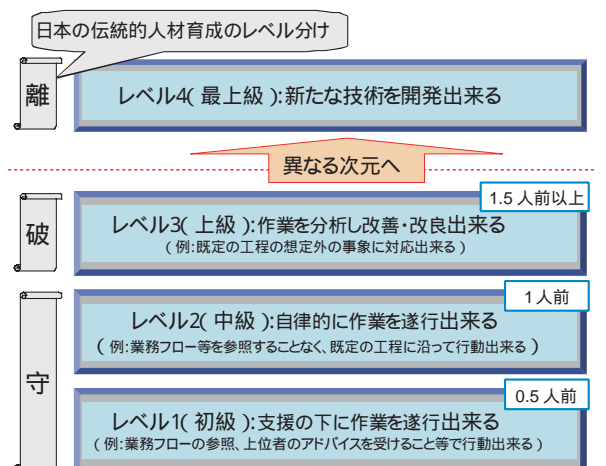 日本の伝統的人材育成のレベル分け
離
レベル4(最上級):新たな技術を開発出来る
異なる次元へ
1.5人前以上
破
レベル3(上級):作業を分析し改善・改良出来る
(例:既定の工程の想定外の事象に対応出来る)
1人前
守
レベル2(中級):自律的に作業を遂行出来る
(例:業務フロー等を参照することなく、既定の工程に沿って行動出来る)
0.5人前
レベル1(初級):支援の下に作業を遂行出来る
(例:業務フローの参照、上位者のアドバイスを受けること等で行動出来る)